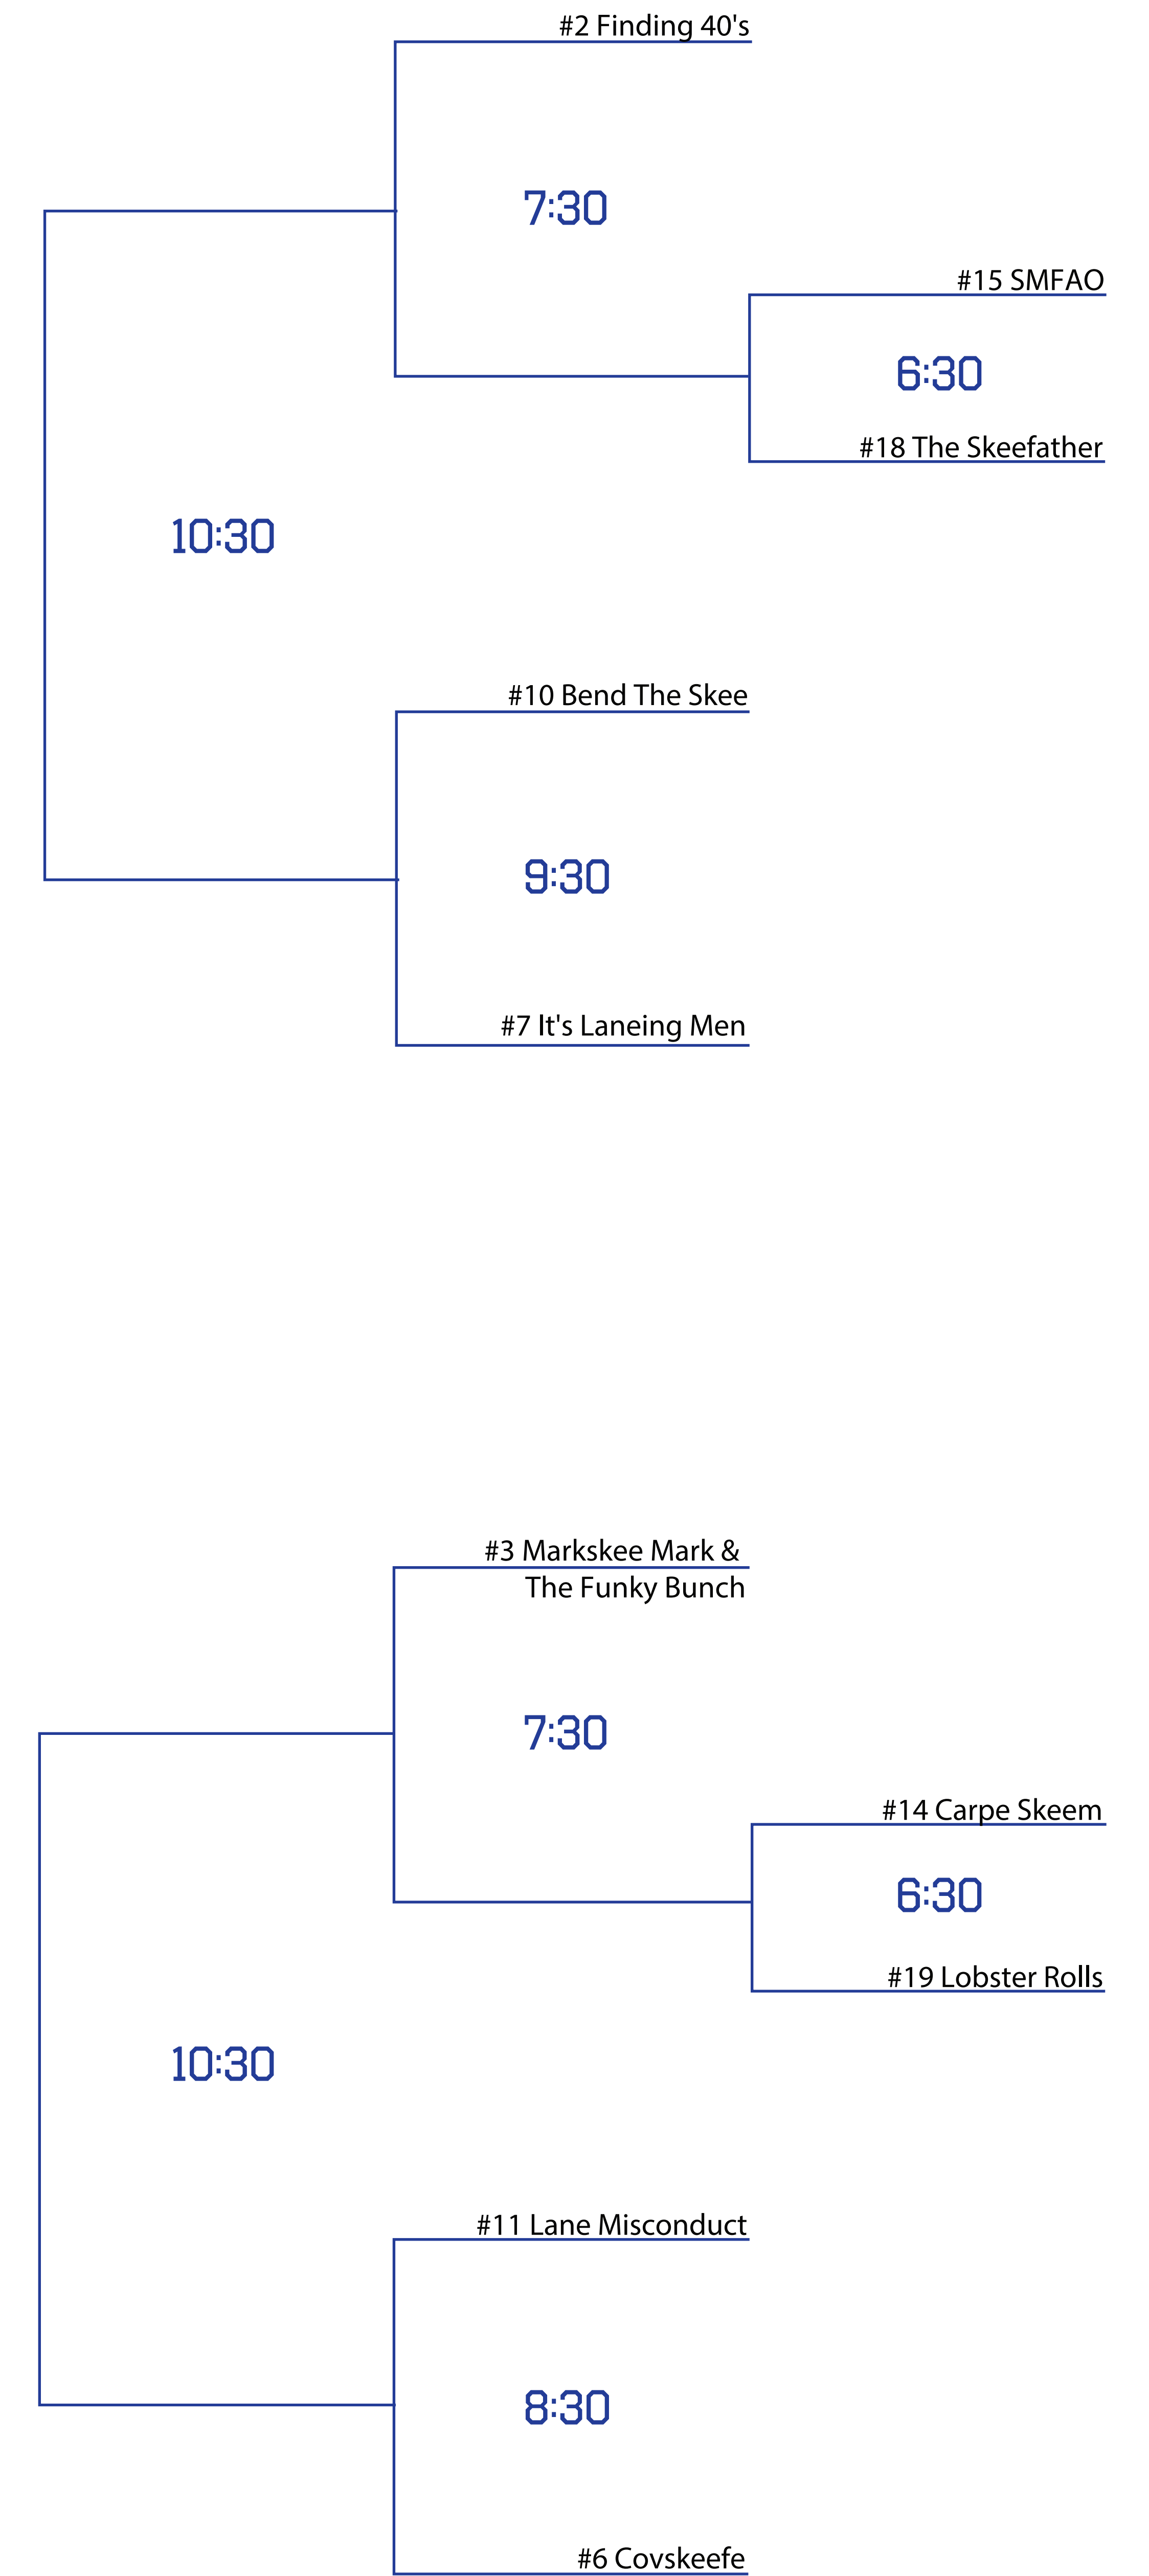 #2 Finding 40's
7:30
#15 SMFAO
6:30
#18 The Skeefather
10:30
#10 Bend The Skee
9:30
#7 It's Laneing Men
#3 Markskee Mark &
The Funky Bunch
7:30
#14 Carpe Skeem
6:30
#19 Lobster Rolls
10:30
#11 Lane Misconduct
8:30
#6 Covskeefe